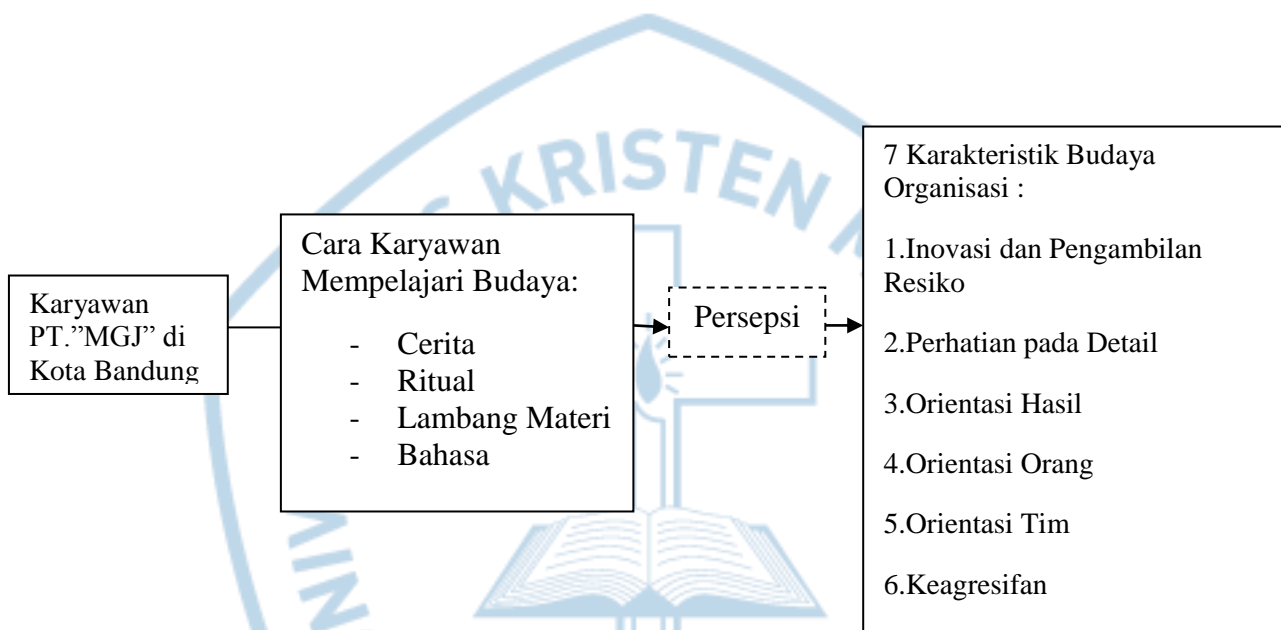 Karyawan
PT.”MGJ” di
Kota Bandung
Cara Karyawan
Mempelajari Budaya:
- Cerita
- Ritual
- Lambang Materi
- Bahasa
Persepsi
7 Karakteristik Budaya
Organisasi :
1.Inovasi dan Pengambilan
Resiko
2.Perhatian pada Detail
3.Orientasi Hasil
4.Orientasi Orang
5.Orientasi Tim
6.Keagresifan
KRISTEN